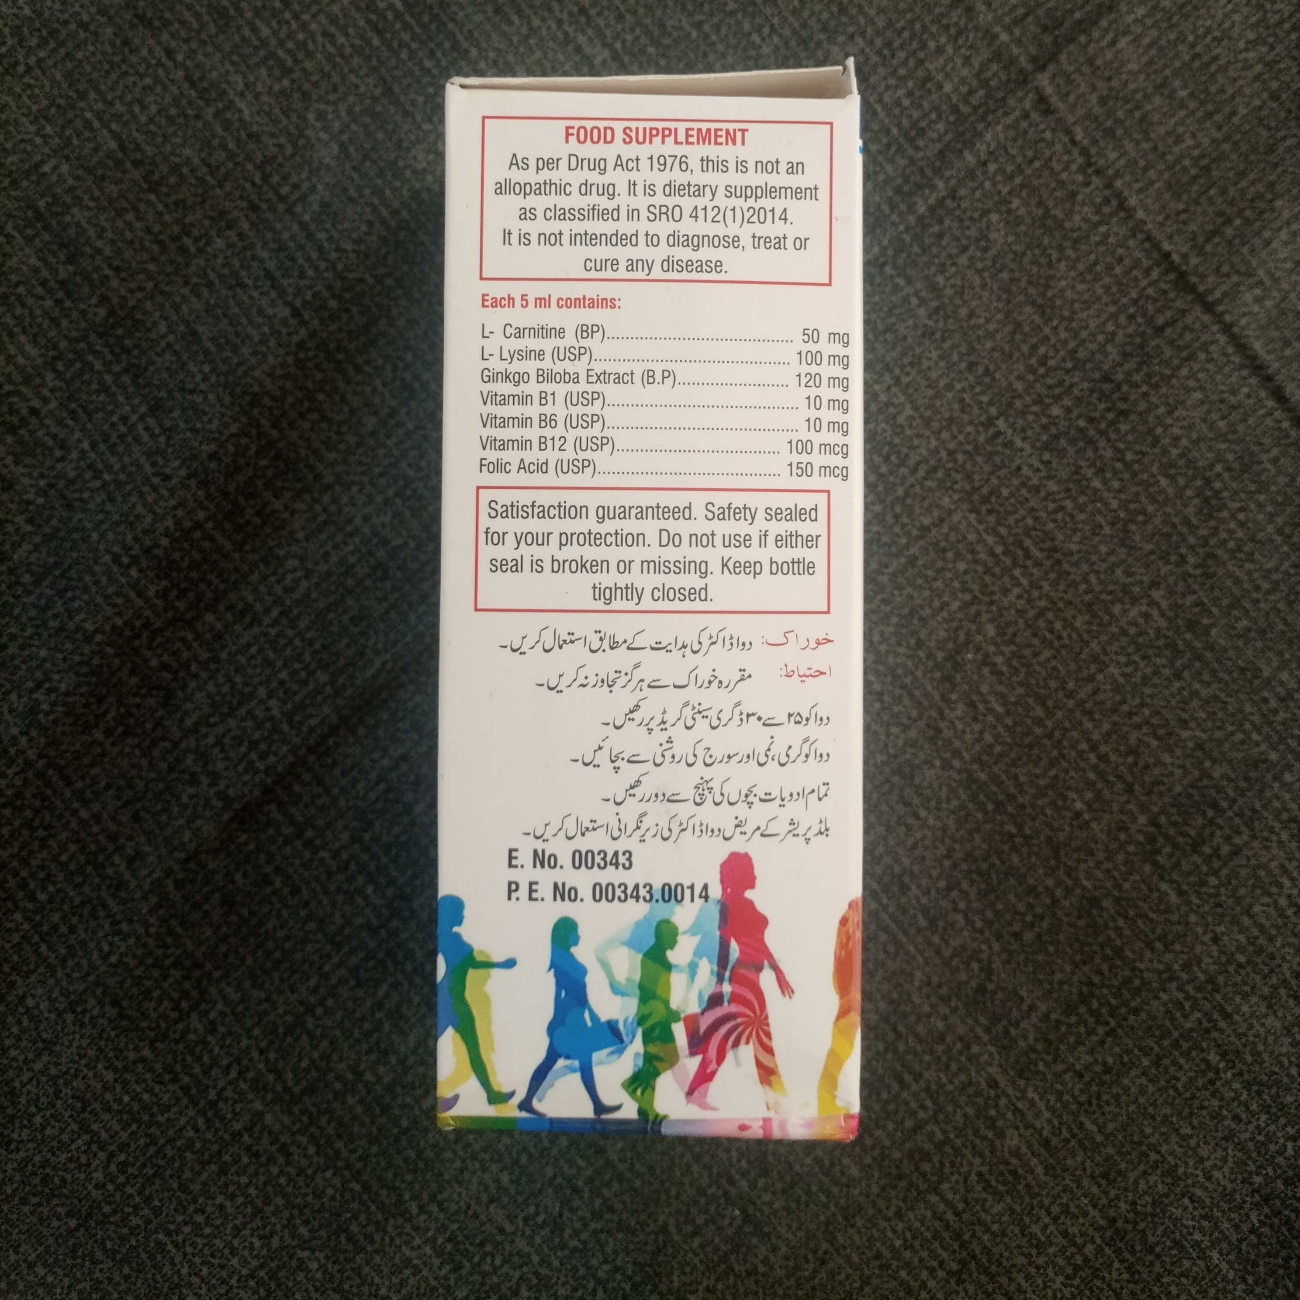 FOOD SUPPLEMENT
As per Drug Act 1976, this is not an
allopathic drug. It is dietary supplement
as classified in SRO 412(1)2014.
It is not intended to diagnose, treat or
cure any disease.
Each 5 ml contains:
L- Carnitine (BP)..................................... 50 mg
L- Lysine (USP)....................................... 100 mg
Ginkgo Biloba Extract (B.P)...................... 120 mg
Vitamin B1 (USP)...................................... 10 mg
Vitamin B6 (USP)...................................... 10 mg
Vitamin B12 (USP)................................. 100 mcg
Folic Acid (USP).................................... 150 mcg
Satisfaction guaranteed. Safety sealed
for your protection. Do not use if either
seal is broken or missing. Keep bottle
tightly closed.
خوراک: دوا ڈاکٹر کی ہدایت کے مطابق استعمال کریں۔
احتیاط: مقررہ خوراک سے ہرگز تجاوز نہ کریں۔
دوا کو ۲۵ سے ۳۰ ڈگری سینٹی گریڈ پر رکھیں۔
دوا کو گرمی، نمی اور سورج کی روشنی سے بچائیں۔
تمام ادویات بچوں کی پہنچ سے دور رکھیں۔
بلڈ پریشر کے مریض دوا ڈاکٹر کی زیر نگرانی استعمال کریں۔
E. No. 00343
P. E. No. 00343.0014